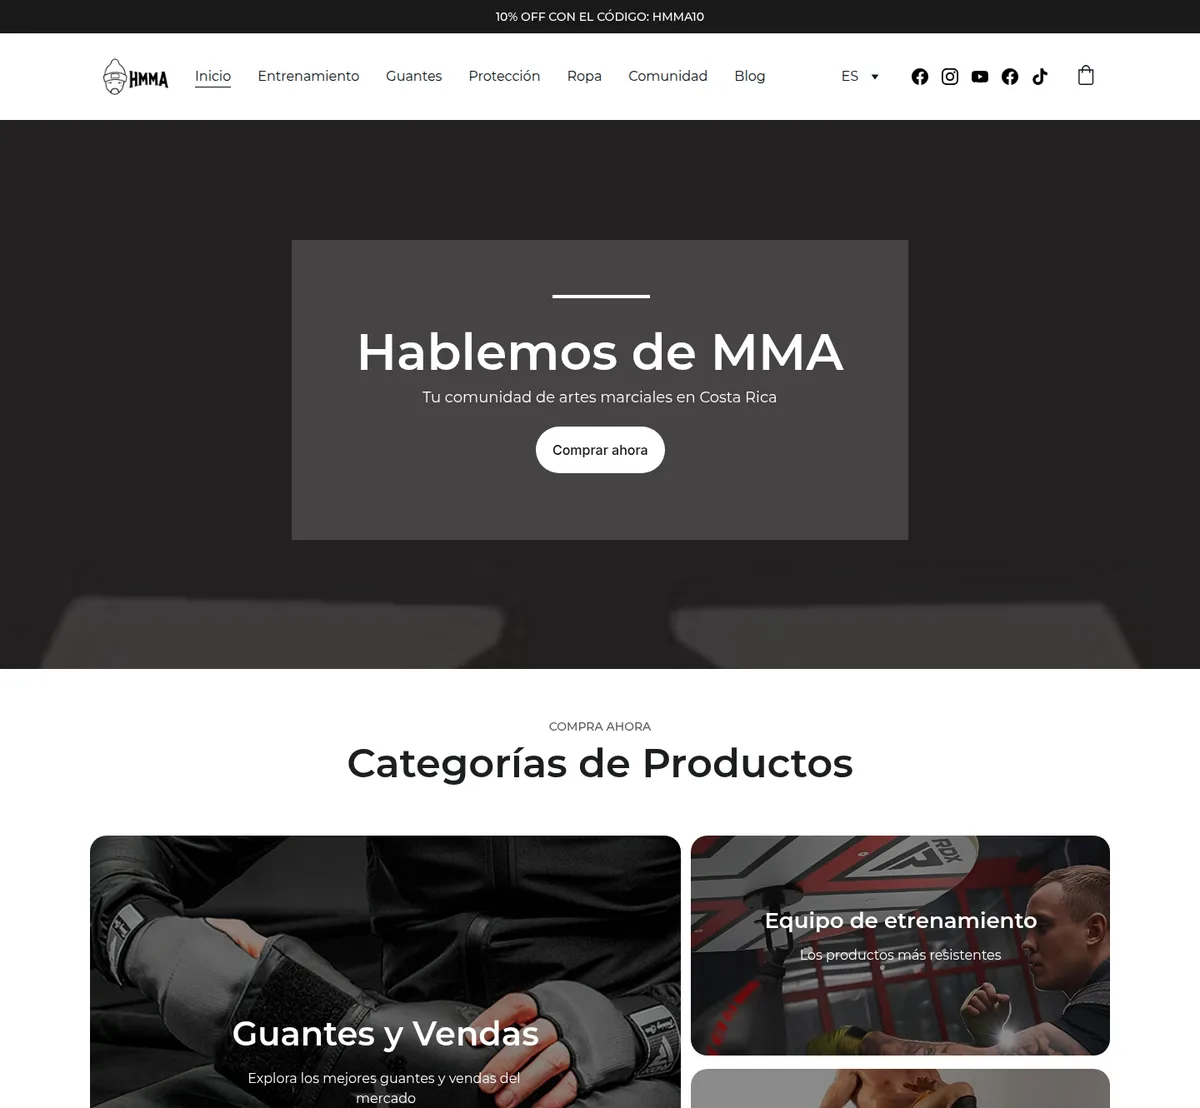 10% OFF CON EL CÓDIGO: HMMA10
HMMA
Inicio
Entrenamiento
Guantes
Protección
Ropa
Comunidad
Blog
ES
Hablemos de MMA
Tu comunidad de artes marciales en Costa Rica
Comprar ahora
COMPRA AHORA
Categorías de Productos
Guantes y Vendas
Explora los mejores guantes y vendas del
mercado
RDX
Equipo de etrenamiento
Los productos más resistentes